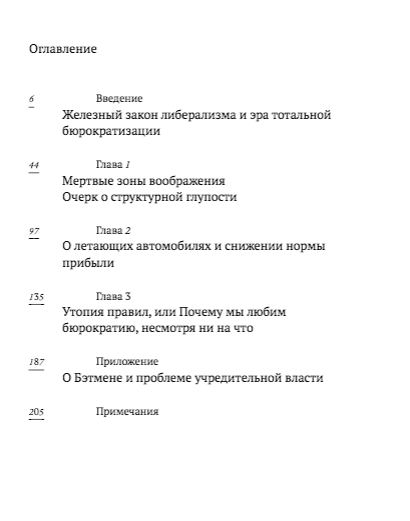 Оглавление
6 Введение
Железный закон либерализма и эра тотальной
бюрократизации
44 Глава 1
Мертвые зоны воображения
Очерк о структурной глупости
97 Глава 2
О летающих автомобилях и снижении нормы
прибыли
135 Глава 3
Утопия правил, или Почему мы любим
бюрократию, несмотря ни на что
187 Приложение
О Бэтмене и проблеме учредительной власти
205 Примечания